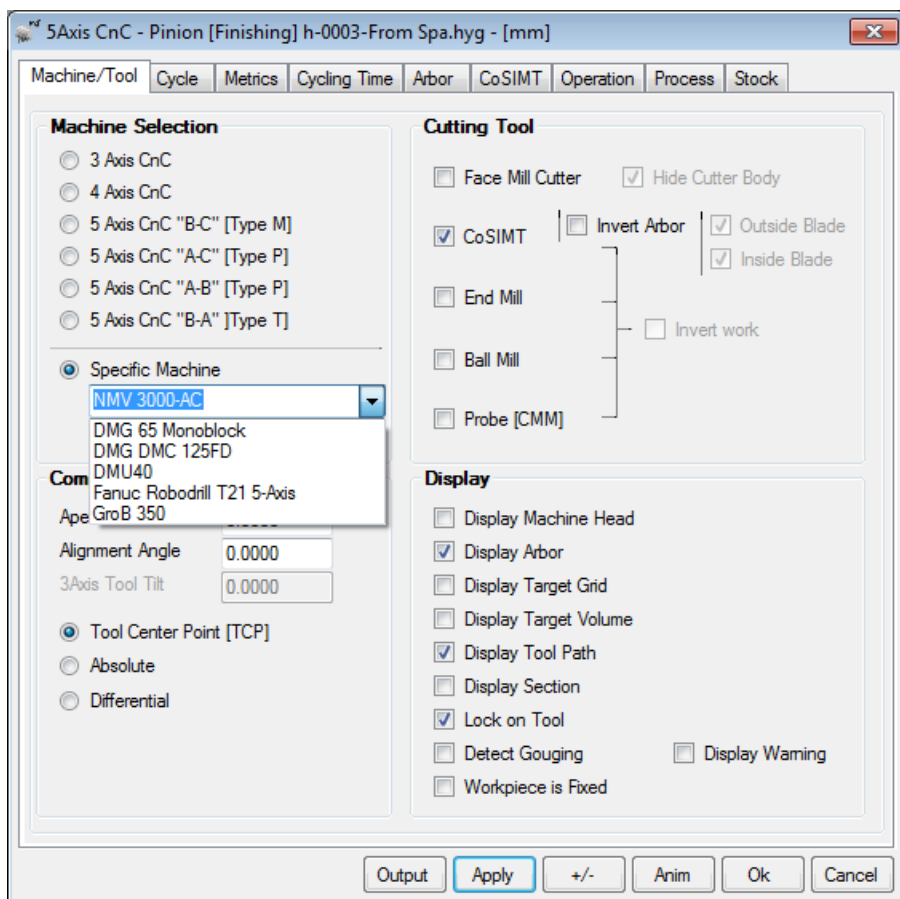 5Axis CnC - Pinion [Finishing] h-0003-From Spa.hyg - [mm]
Machine/Tool Cycle Metrics Cycling Time Arbor CoSIMT Operation Process Stock
Machine Selection
3 Axis CnC
4 Axis CnC
5 Axis CnC "B-C" [Type M]
5 Axis CnC "A-C" [Type P]
5 Axis CnC "A-B" [Type P]
5 Axis CnC "B-A" ]Type T]
Specific Machine
NMV 3000-AC
DMG 65 Monoblock
DMG DMC 125FD
DMU40
Fanuc Robodrill T21 5-Axis
GroB 350
Alignment Angle 0.0000
3Axis Tool Tilt 0.0000
Tool Center Point [TCP]
Absolute
Differential
Cutting Tool
Face Mill Cutter Hide Cutter Body
CoSIMT Invert Arbor Outside Blade
Inside Blade
End Mill
Invert work
Ball Mill
Probe [CMM]
Display
Display Machine Head
Display Arbor
Display Target Grid
Display Target Volume
Display Tool Path
Display Section
Lock on Tool
Detect Gouging Display Warning
Workpiece is Fixed
Output Apply +/- Anim Ok Cancel